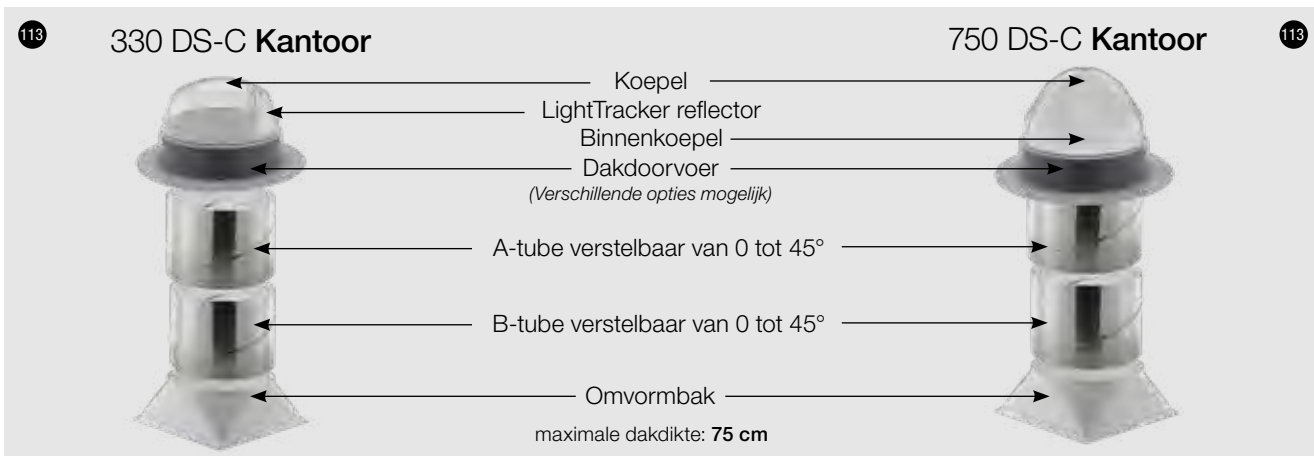 113
330 DS-C Kantoor
750 DS-C Kantoor
113
Koepel
LightTracker reflector
Binnenkoepel
Dakdoorvoer
(Verschillende opties mogelijk)
A-tube verstelbaar van 0 tot 45°
B-tube verstelbaar van 0 tot 45°
Omvormbak
maximale dakdikte: 75 cm